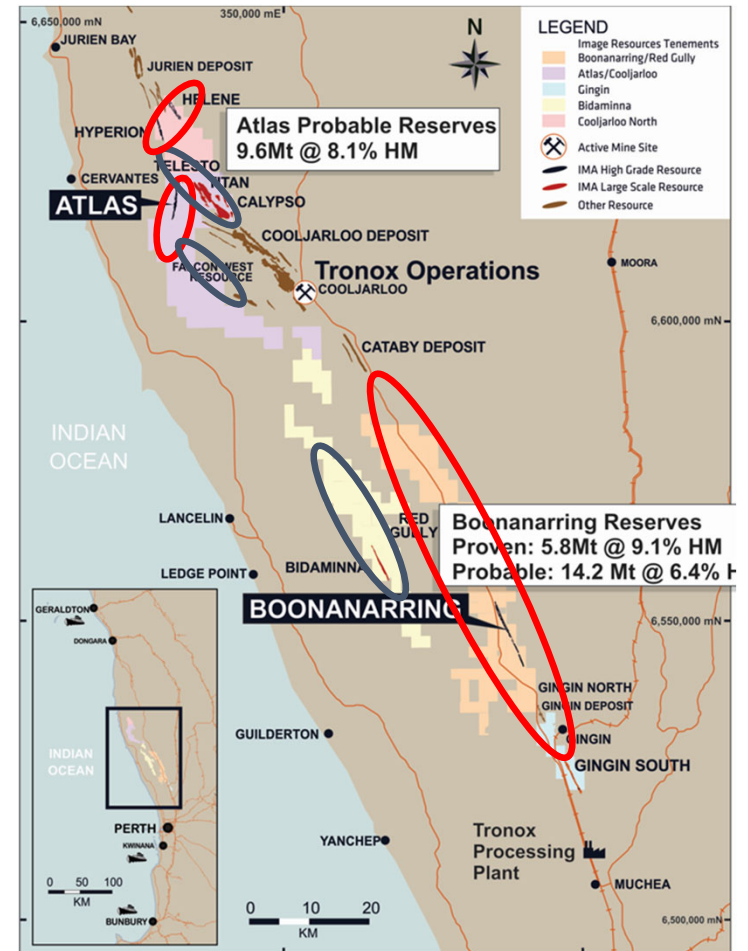 6,650,000 mN
350,000 mE
JURIEN BAY
JURIEN DEPOSIT
N
LEGEND
Image Resources Tenements
Boonanarring/Red Gully
Atlas/Cooljarloo
Gingin
Bidaminna
Cooljarloo North
Active Mine Site
IMA High Grade Resource
IMA Large Scale Resource
Other Resource
HELENE
HYPERION
Atlas Probable Reserves
9.6Mt @ 8.1% HM
TELESTO
TITAN
CERVANTES
CALYPSO
ATLAS
COOLJARLOO DEPOSIT
FALCON WEST
RESOURCE
Tronox Operations
COOLJARLOO
MOORA
6,600,000 mN
CATABY DEPOSIT
INDIAN
OCEAN
LANCELIN
RED
GULLY
Boonanarring Reserves
Proven: 5.8Mt @ 9.1% HM
Probable: 14.2 Mt @ 6.4% H
BIDAMINNA
LEDGE POINT
BOONANARRING
6,550,000 mN
GINGIN NORTH
GINGIN DEPOSIT
GUILDERTON
GINGIN
GINGIN SOUTH
Tronox
Processing
Plant
YANCHEP
MUCHEA
0 10 20
KM
6,500,000 mN
GERALDTON
DONGARA
INDIAN
OCEAN
PERTH
KWINANA
0 50 100
KM
BUNBURY